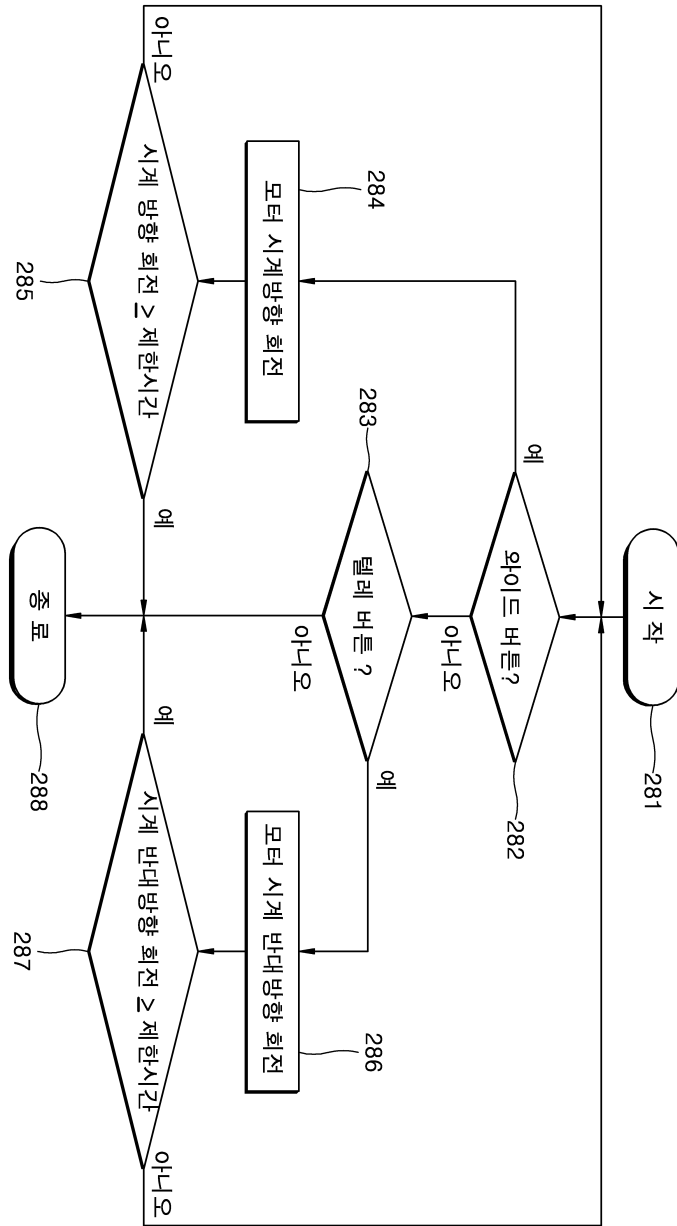 시 작
281
와이드 버튼?
282
예
아니오
텔레 버튼 ?
283
예
아니오
모터 시계방향 회전
284
모터 시계 반대방향 회전
286
시계 방향 회전 ≥ 제한시간
285
아니오
예
시계 반대방향 회전 ≥ 제한시간
287
예
아니오
종 료
288